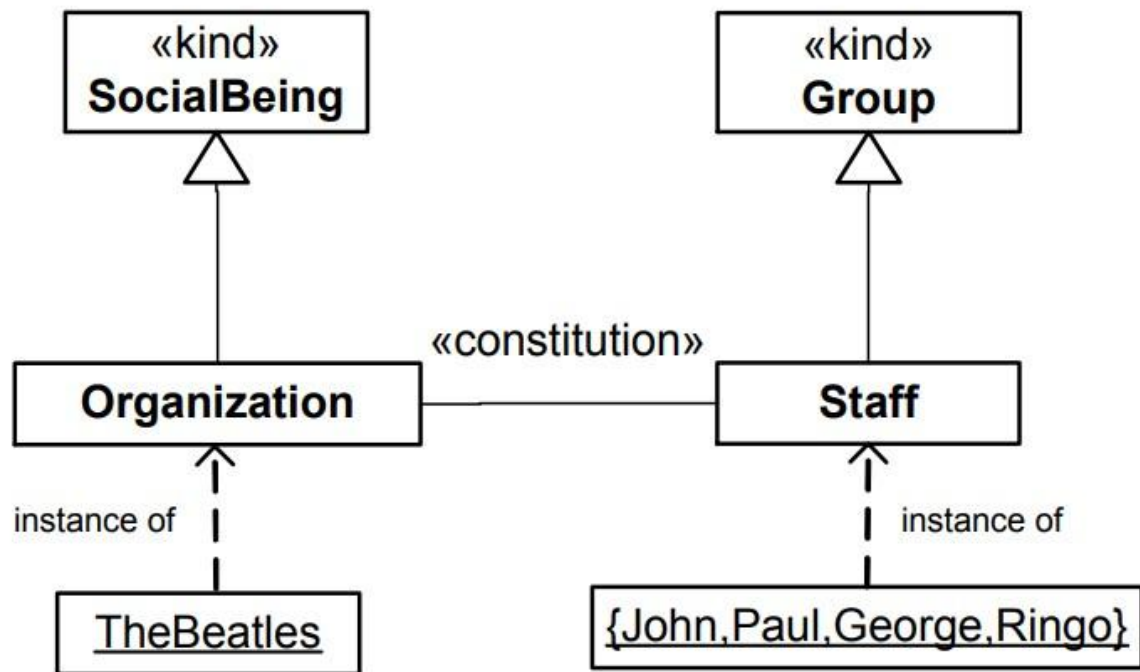 «kind»
SocialBeing
«kind»
Group
«constitution»
Organization
Staff
instance of
instance of
TheBeatles
{John,Paul,George,Ringo}